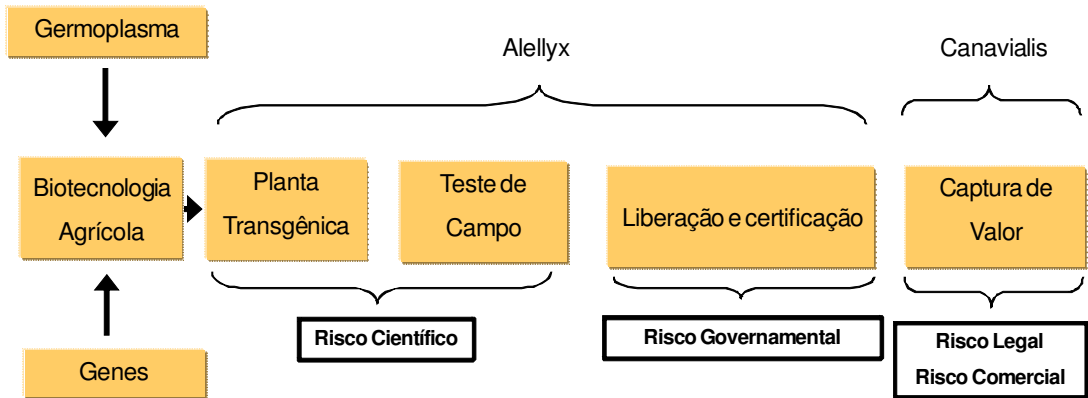 Germoplasma
Alellyx
Canavialis
Biotecnologia
Agrícola
Planta
Transgênica
Teste de
Campo
Liberação e certificação
Captura de
Valor
Risco Científico
Risco Governamental
Risco Legal
Risco Comercial
Genes